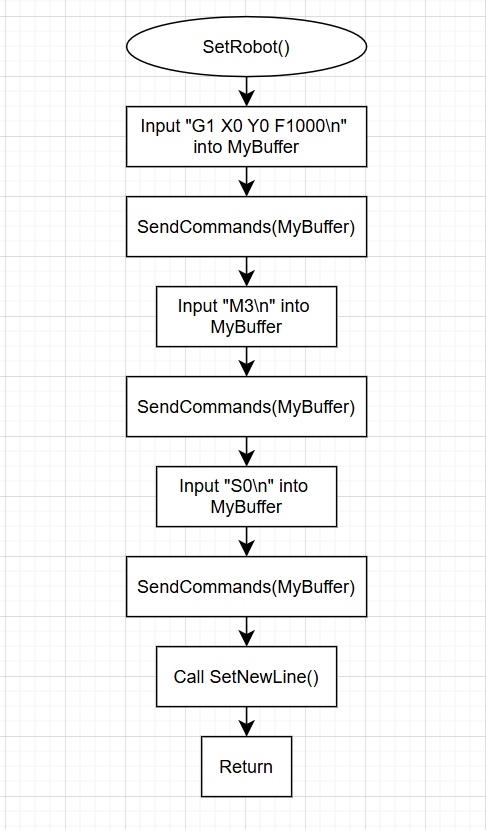 SetRobot()
Input "G1 X0 Y0 F1000\n"
into MyBuffer
SendCommands(MyBuffer)
Input "M3\n" into
MyBuffer
SendCommands(MyBuffer)
Input "S0\n" into
MyBuffer
SendCommands(MyBuffer)
Call SetNewLine()
Return